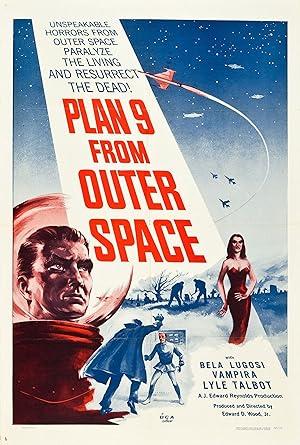 UNSPEAKABLE
HORRORS FROM
OUTER SPACE
PARALYZE
THE LIVING
AND RESURRECT
THE DEAD!
PLAN 9
FROM
OUTER
SPACE
with
BELA LUGOSI
VAMPIRA
LYLE TALBOT
A J. Edward Reynolds Production
Produced and Directed by
Edward D. Wood, Jr.
DCA